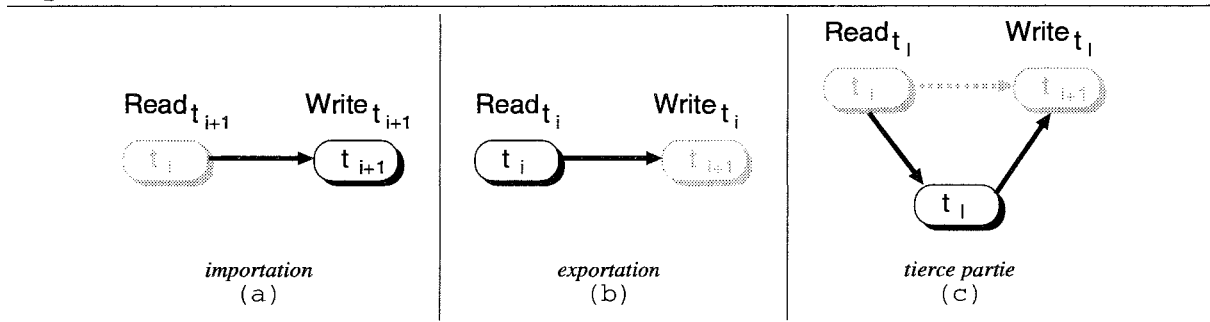 Read t i+1 Write t i+1
t i t i+1
importation
(a)
Read t i Write t i
t i t i+1
exportation
(b)
Read t l Write t l
t i t i+1
t l
tierce partie
(c)